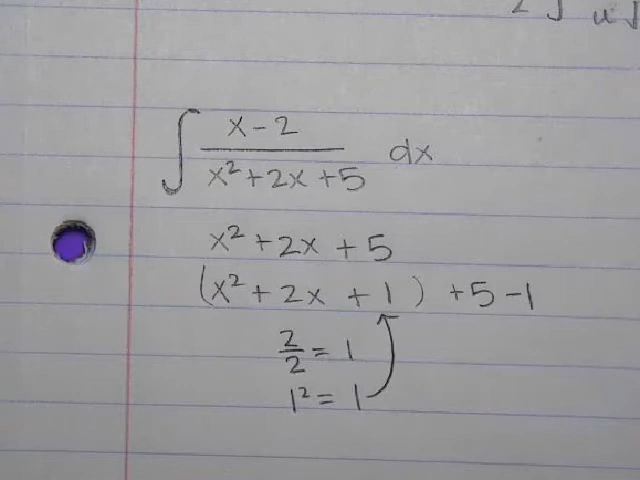 ∫ (x-2)/(x²+2x+5) dx
x²+2x+5
(x²+2x+1) +5-1
2/2 = 1
1² = 1